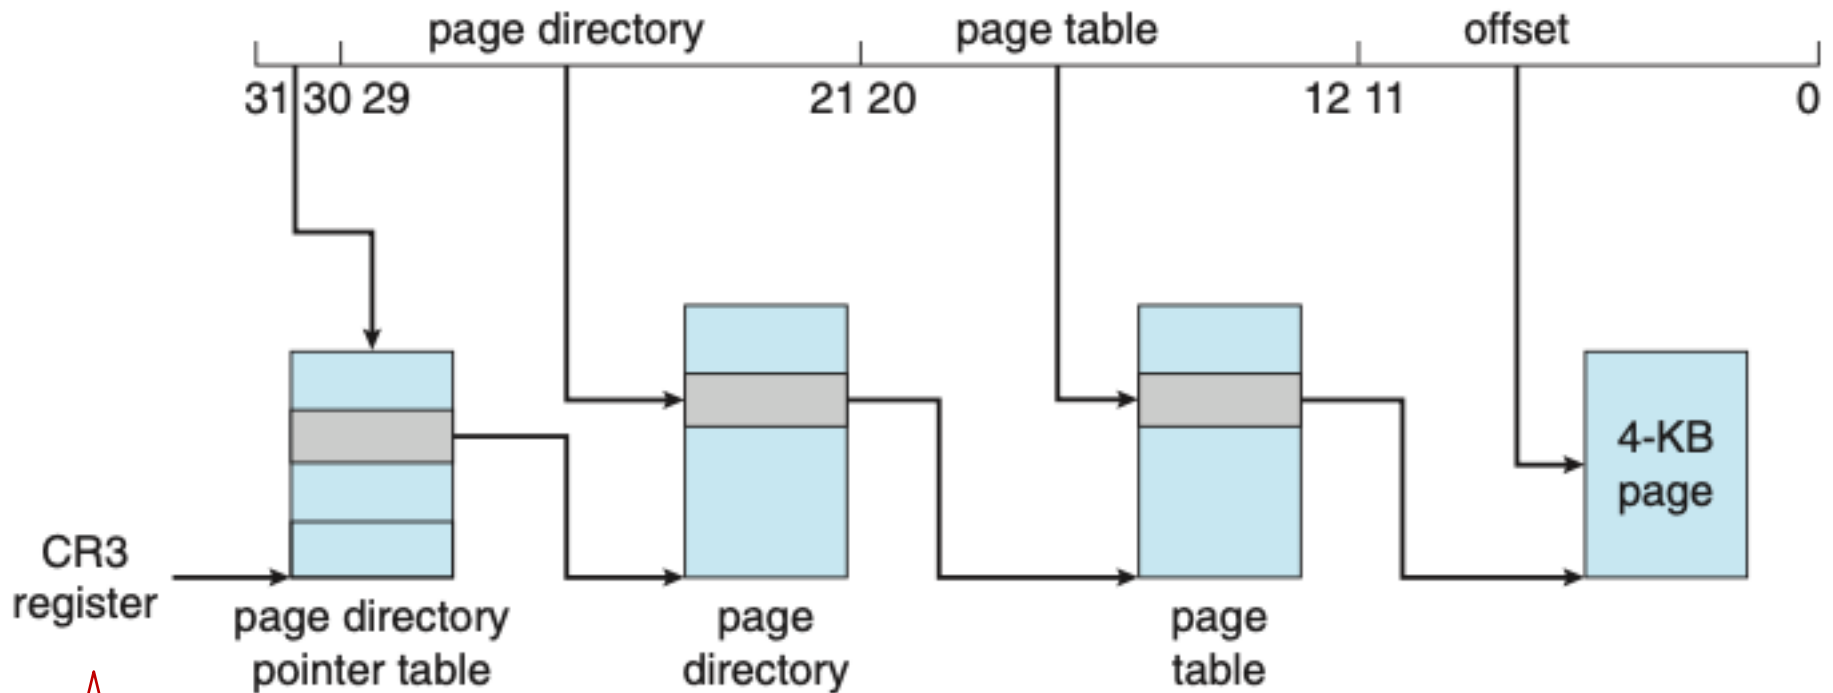 page directory page table offset
31 30 29 21 20 12 11 0
4-KB
page
CR3
register
page directory
pointer table
page
directory
page
table